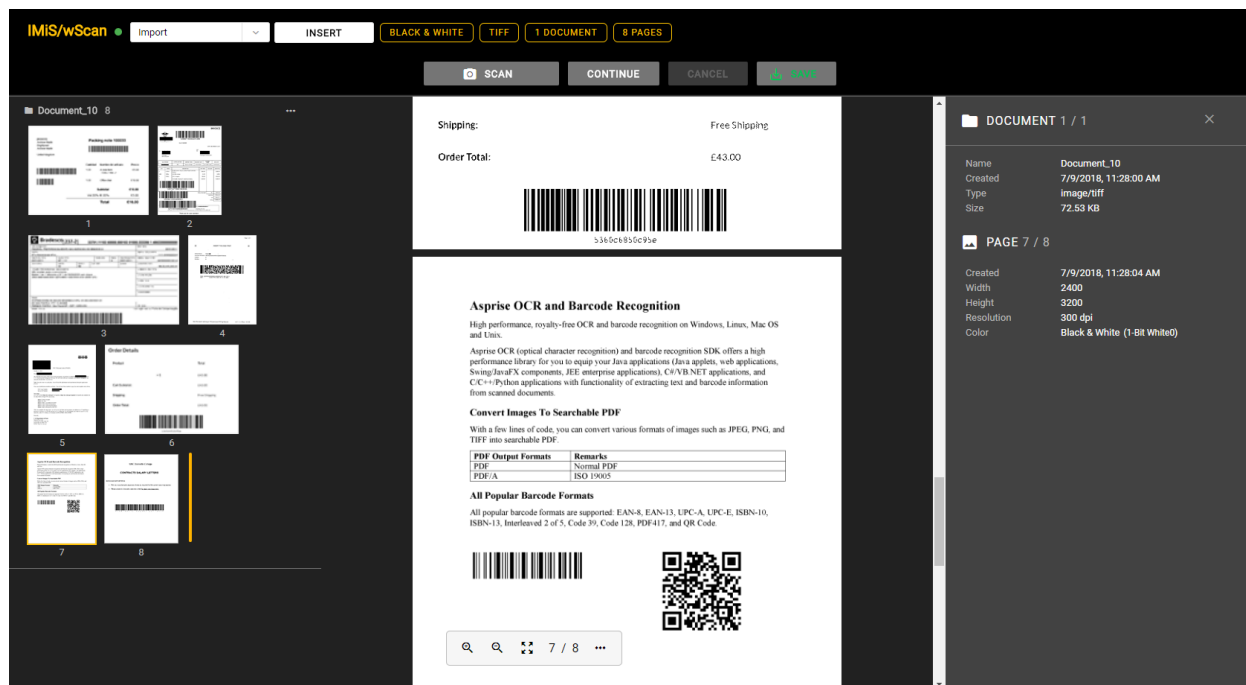 IMiS/wScan
Import
INSERT
BLACK & WHITE
TIFF
1 DOCUMENT
8 PAGES
SCAN
CONTINUE
CANCEL
SAVE
Document_10 8
1
2
3
4
Order Details
5
6
7
8
Shipping: Free Shipping
Order Total: £43.00
5360c6850c95e
Asprise OCR and Barcode Recognition
High performance, royalty-free OCR and barcode recognition on Windows, Linux, Mac OS
and Unix.
Asprise OCR (optical character recognition) and barcode recognition SDK offers a high
performance library for you to equip your Java applications (Java applets, web applications,
Swing/JavaFX components, JEE enterprise applications), C#/VB.NET applications, and
C/C++/Python applications with functionality of extracting text and barcode information
from scanned documents.
Convert Images To Searchable PDF
With a few lines of code, you can convert various formats of images such as JPEG, PNG, and
TIFF into searchable PDF.
PDF Output Formats Remarks
PDF Normal PDF
PDF/A ISO 19005
All Popular Barcode Formats
All popular barcode formats are supported: EAN-8, EAN-13, UPC-A, UPC-E, ISBN-10,
ISBN-13, Interleaved 2 of 5, Code 39, Code 128, PDF417, and QR Code.
7 / 8
DOCUMENT 1 / 1
Name Document_10
Created 7/9/2018, 11:28:00 AM
Type image/tiff
Size 72.53 KB
PAGE 7 / 8
Created 7/9/2018, 11:28:04 AM
Width 2400
Height 3200
Resolution 300 dpi
Color Black & White (1-Bit White0)